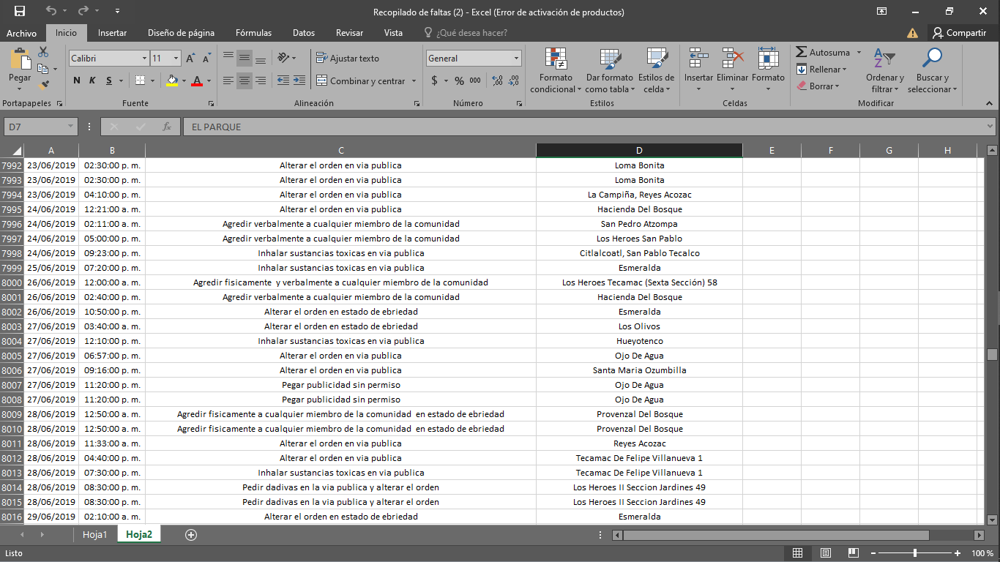 Recopilado de faltas (2) - Excel (Error de activación de productos)
Archivo Inicio Insertar Diseño de página Fórmulas Datos Revisar Vista ¿Qué desea hacer? Compartir
Calibri 11 Ajustar texto General Autosuma
Pegar N K S Combinar y centrar $ % 000 Formato condicional Dar formato como tabla Estilos de celda Insertar Eliminar Formato Rellenar Borrar Ordenar y filtrar Buscar y seleccionar
Portapapeles Fuente Alineación Número Estilos Celdas Modificar
D7 fx EL PARQUE
A B C D E F G H
7992 23/06/2019 02:30:00 p. m. Alterar el orden en via publica Loma Bonita
7993 23/06/2019 02:30:00 p. m. Alterar el orden en via publica Loma Bonita
7994 23/06/2019 04:10:00 p. m. Alterar el orden en via publica La Campiña, Reyes Acozac
7995 24/06/2019 12:21:00 a. m. Alterar el orden en via publica Hacienda Del Bosque
7996 24/06/2019 02:11:00 a. m. Agredir verbalmente a cualquier miembro de la comunidad San Pedro Atzompa
7997 24/06/2019 05:00:00 p. m. Agredir verbalmente a cualquier miembro de la comunidad Los Heroes San Pablo
7998 24/06/2019 09:23:00 p. m. Inhalar sustancias toxicas en via publica Citlalcoatl, San Pablo Tecalco
7999 25/06/2019 07:20:00 p. m. Inhalar sustancias toxicas en via publica Esmeralda
8000 26/06/2019 12:00:00 a. m. Agredir fisicamente  y verbalmente a cualquier miembro de la comunidad Los Heroes Tecamac (Sexta Sección) 58
8001 26/06/2019 02:40:00 p. m. Agredir verbalmente a cualquier miembro de la comunidad Hacienda Del Bosque
8002 26/06/2019 10:50:00 p. m. Alterar el orden en estado de ebriedad Esmeralda
8003 27/06/2019 03:40:00 a. m. Alterar el orden en estado de ebriedad Los Olivos
8004 27/06/2019 12:10:00 p. m. Inhalar sustancias toxicas en via publica Hueyotenco
8005 27/06/2019 06:57:00 p. m. Alterar el orden en via publica Ojo De Agua
8006 27/06/2019 09:16:00 p. m. Alterar el orden en via publica Santa Maria Ozumbilla
8007 27/06/2019 11:20:00 p. m. Pegar publicidad sin permiso Ojo De Agua
8008 27/06/2019 11:20:00 p. m. Pegar publicidad sin permiso Ojo De Agua
8009 28/06/2019 12:50:00 a. m. Agredir fisicamente a cualquier miembro de la comunidad  en estado de ebriedad Provenzal Del Bosque
8010 28/06/2019 12:50:00 a. m. Agredir fisicamente a cualquier miembro de la comunidad  en estado de ebriedad Provenzal Del Bosque
8011 28/06/2019 11:33:00 a. m. Alterar el orden en via publica Reyes Acozac
8012 28/06/2019 04:40:00 p. m. Alterar el orden en via publica Tecamac De Felipe Villanueva 1
8013 28/06/2019 07:30:00 p. m. Inhalar sustancias toxicas en via publica Tecamac De Felipe Villanueva 1
8014 28/06/2019 08:30:00 p. m. Pedir dadivas en la via publica y alterar el orden Los Heroes II Seccion Jardines 49
8015 28/06/2019 08:30:00 p. m. Pedir dadivas en la via publica y alterar el orden Los Heroes II Seccion Jardines 49
8016 29/06/2019 02:10:00 a. m. Alterar el orden en estado de ebriedad Esmeralda
Hoja1 Hoja2
Listo 100 %